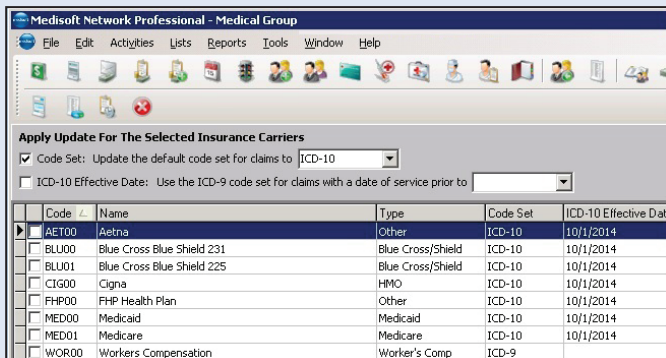 Medisoft Network Professional - Medical Group
File Edit Activities Lists Reports Tools Window Help
Apply Update For The Selected Insurance Carriers
Code Set: Update the default code set for claims to ICD-10
ICD-10 Effective Date: Use the ICD-9 code set for claims with a date of service prior to
Code Name Type Code Set ICD-10 Effective Dat
AET00 Aetna Other ICD-10 10/1/2014
BLU00 Blue Cross Blue Shield 231 Blue Cross/Shield ICD-10 10/1/2014
BLU01 Blue Cross Blue Shield 225 Blue Cross/Shield ICD-10 10/1/2014
CIG00 Cigna HMO ICD-10 10/1/2014
FHP00 FHP Health Plan Other ICD-10 10/1/2014
MED00 Medicaid Medicaid ICD-10 10/1/2014
MED01 Medicare Medicare ICD-10 10/1/2014
WOR00 Workers Compensation Worker's Comp ICD-9